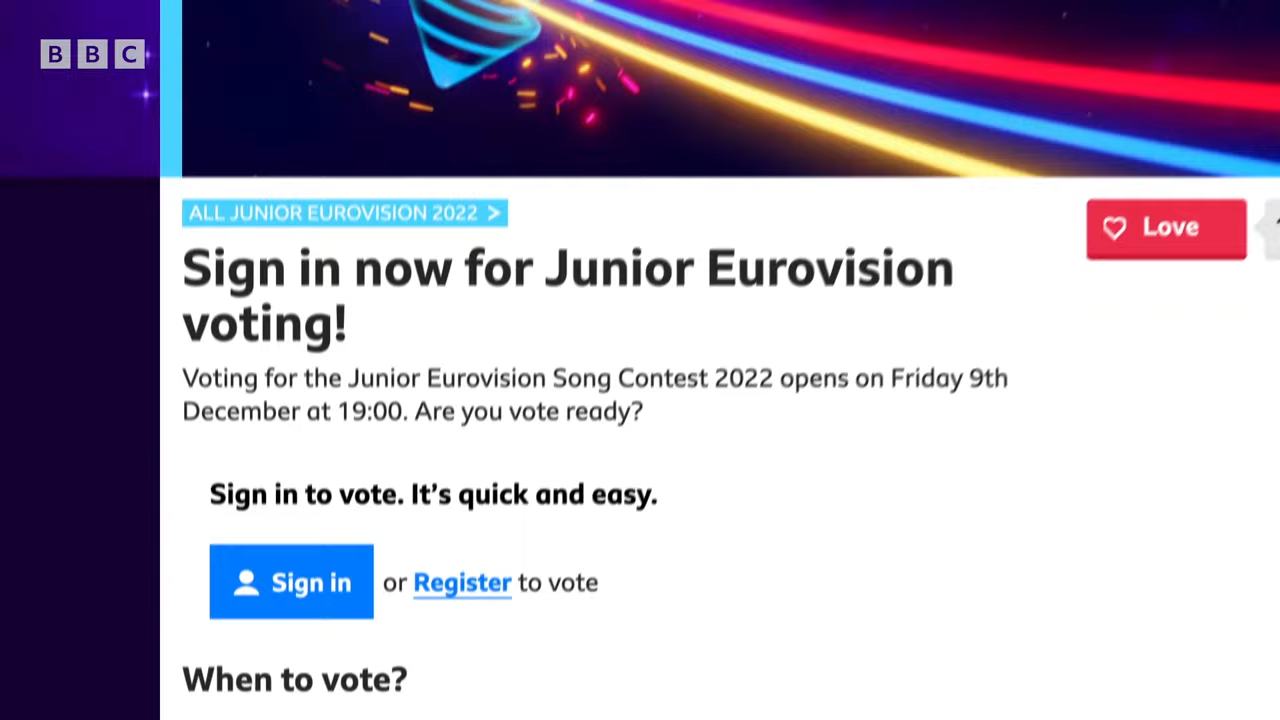 BBC
ALL JUNIOR EUROVISION 2022 >
Love
Sign in now for Junior Eurovision
voting!
Voting for the Junior Eurovision Song Contest 2022 opens on Friday 9th
December at 19:00. Are you vote ready?
Sign in to vote. It's quick and easy.
Sign in or Register to vote
When to vote?